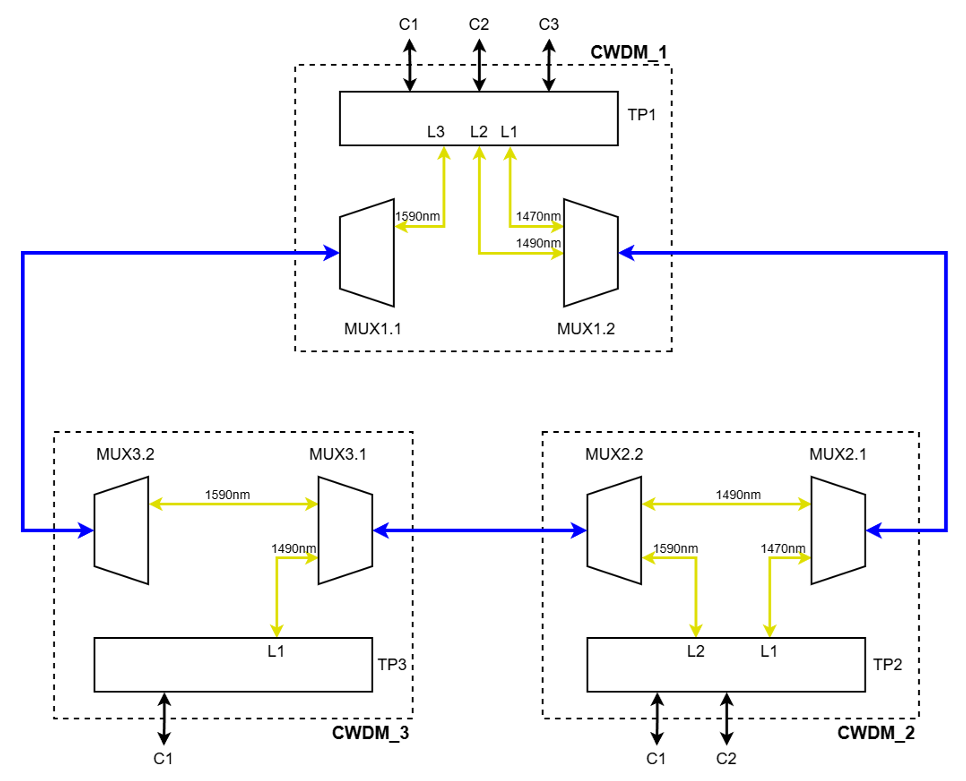 C1 C2 C3
CWDM_1
TP1
L3 L2 L1
1590nm 1470nm
1490nm
MUX1.1 MUX1.2
MUX3.2 MUX3.1 MUX2.2 MUX2.1
1590nm 1490nm
1490nm 1590nm 1470nm
L1 L2 L1
TP3 TP2
CWDM_3 CWDM_2
C1 C1 C2